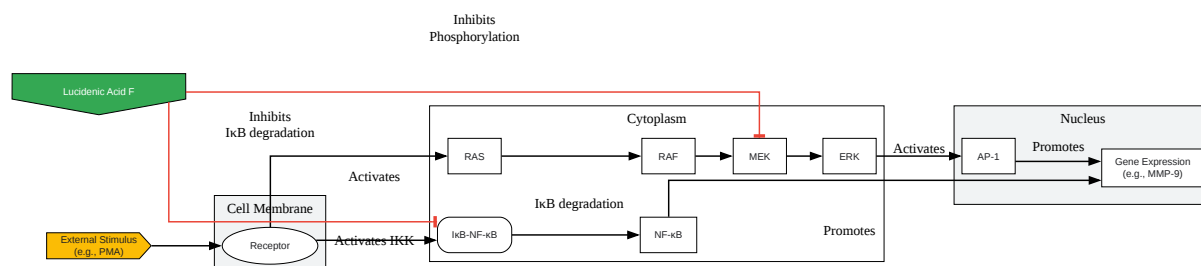 Inhibits
Phosphorylation
Lucidenic Acid F
Inhibits
IκB degradation
Cytoplasm
Nucleus
RAS
RAF
MEK
ERK
Activates
AP-1
Promotes
Gene Expression
(e.g., MMP-9)
Activates
Cell Membrane
IκB degradation
External Stimulus
(e.g., PMA)
Receptor
Activates IKK
IκB-NF-κB
NF-κB
Promotes